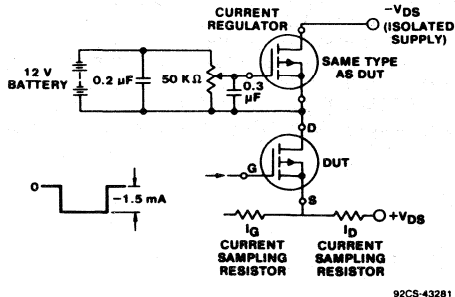 CURRENT
REGULATOR
−VDS
(ISOLATED
SUPPLY)
12 V
BATTERY
0.2 µF
50 KΩ
0.3
µF
SAME TYPE
AS DUT
D
G
DUT
S
0
−1.5 mA
+VDS
IG
CURRENT
SAMPLING
RESISTOR
ID
CURRENT
SAMPLING
RESISTOR
92CS-43281